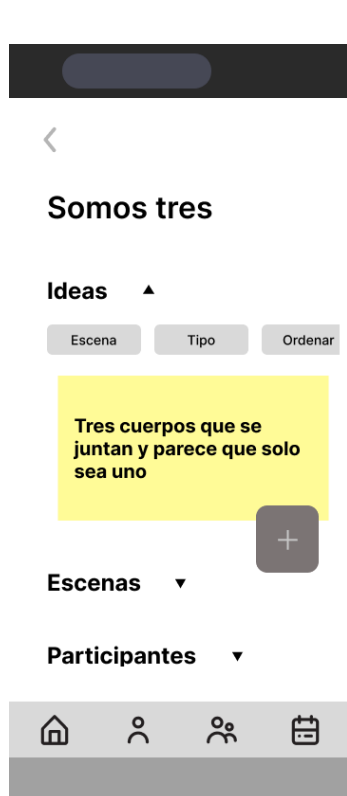 Somos tres
Ideas
Escena Tipo Ordenar
Tres cuerpos que se
juntan y parece que solo
sea uno
Escenas
Participantes